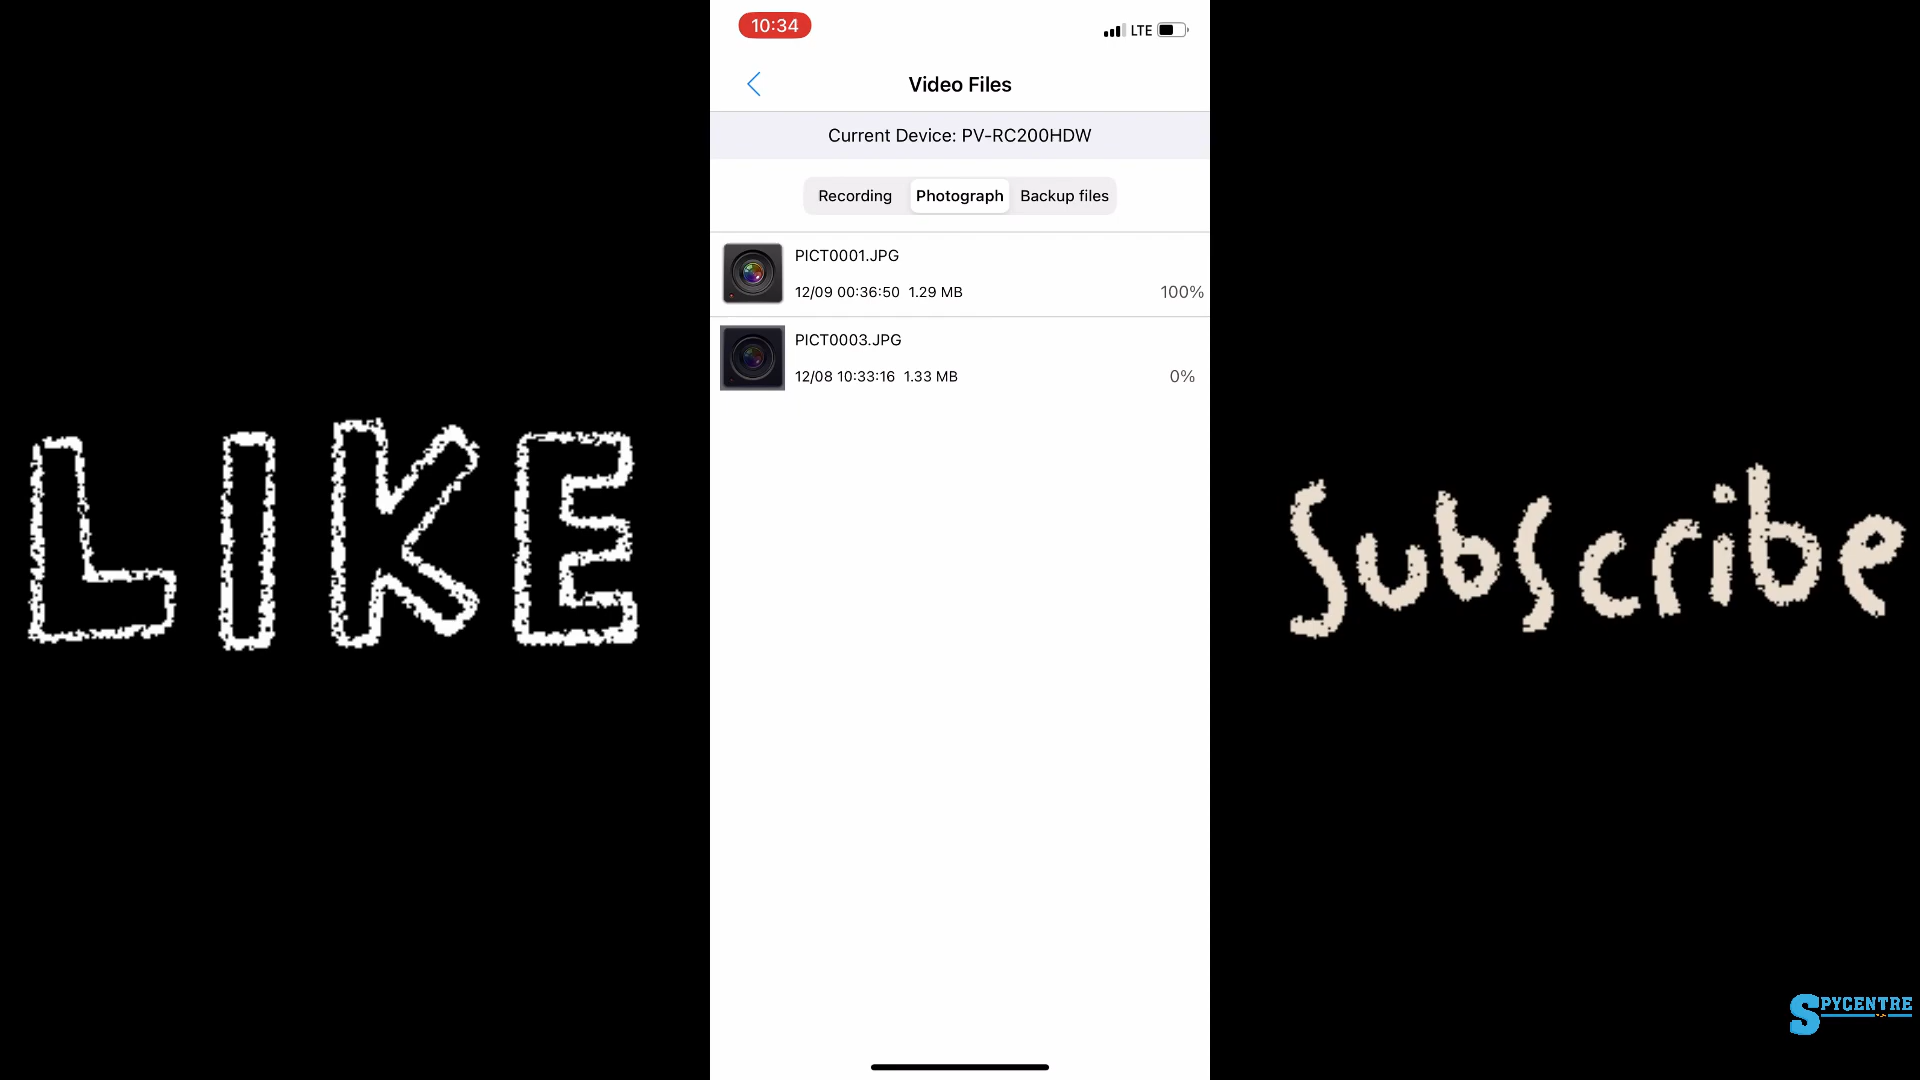 10:34
LTE
Video Files
Current Device: PV-RC200HDW
Recording
Photograph
Backup files
PICT0001.JPG
12/09 00:36:50 1.29 MB
100%
PICT0003.JPG
12/08 10:33:16 1.33 MB
0%
LIKE
Subscribe
SPYCENTRE